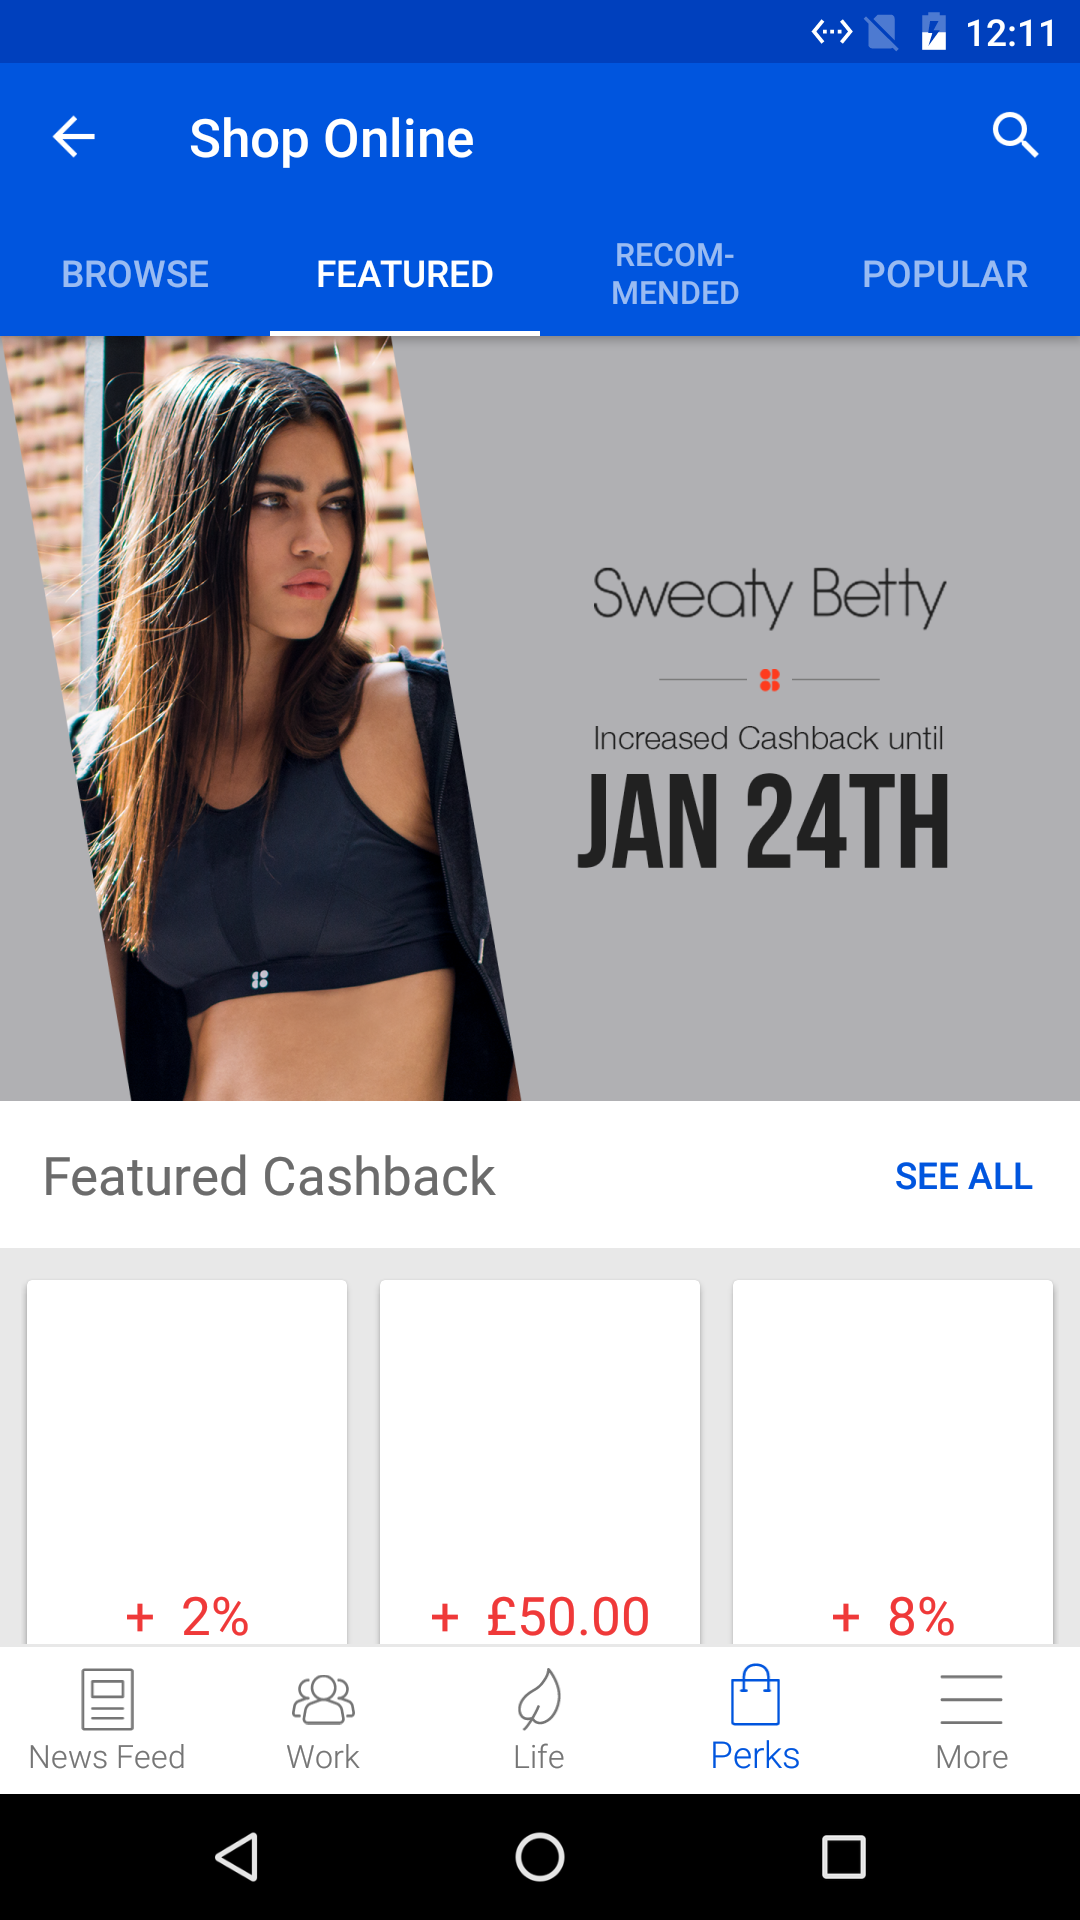 12:11
Shop Online
BROWSE
FEATURED
RECOM-
MENDED
POPULAR
Sweaty Betty
Increased Cashback until
JAN 24TH
Featured Cashback
SEE ALL
+ 2%
+ £50.00
+ 8%
News Feed
Work
Life
Perks
More